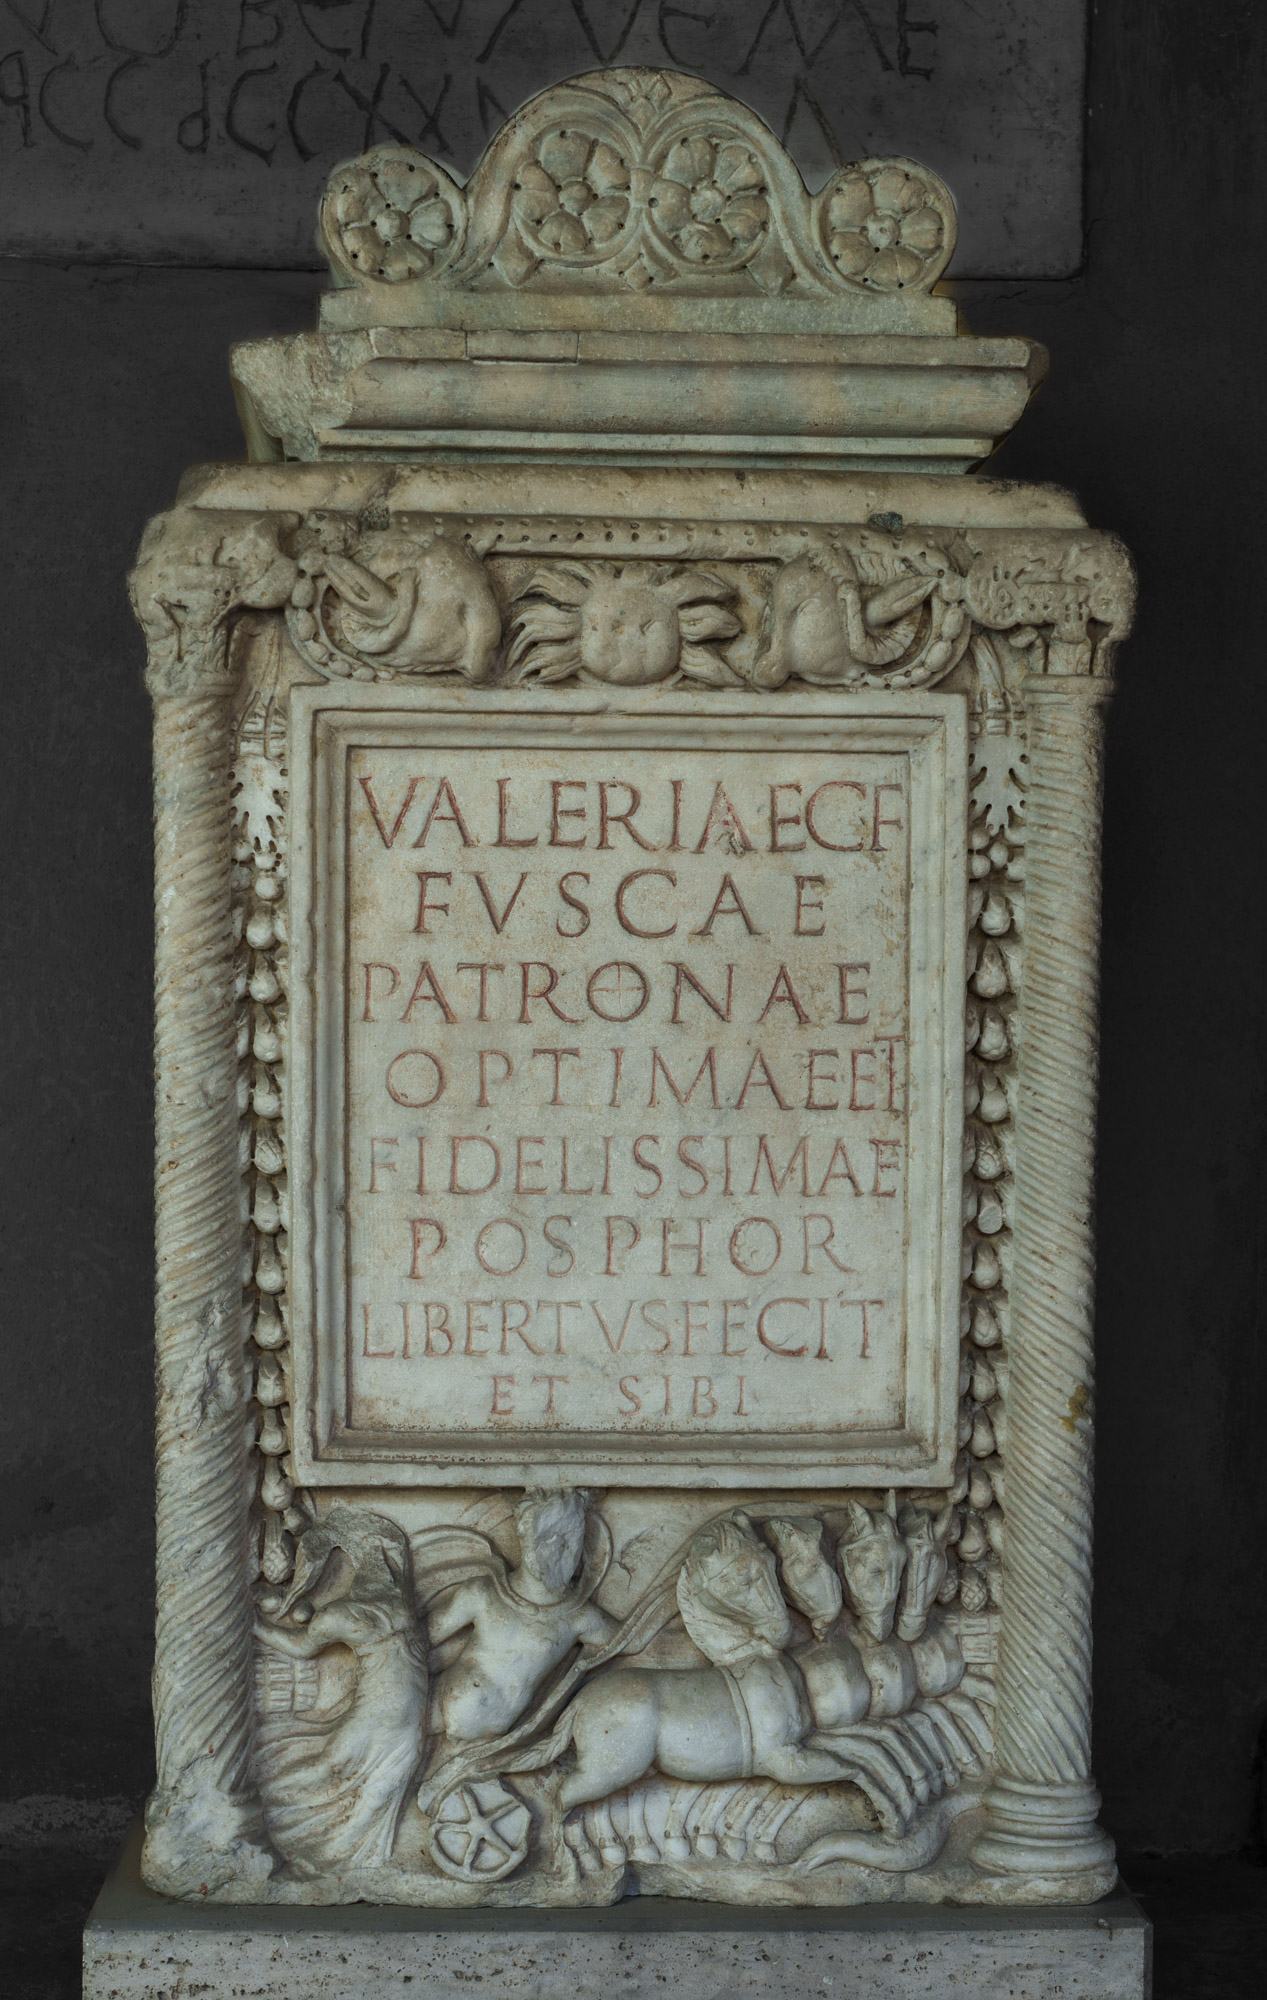 VALERIAE C F
FVSCAE
PATRONAE
OPTIMAE ET
FIDELISSIMAE
POSPHOR
LIBERTVS FECIT
ET SIBI